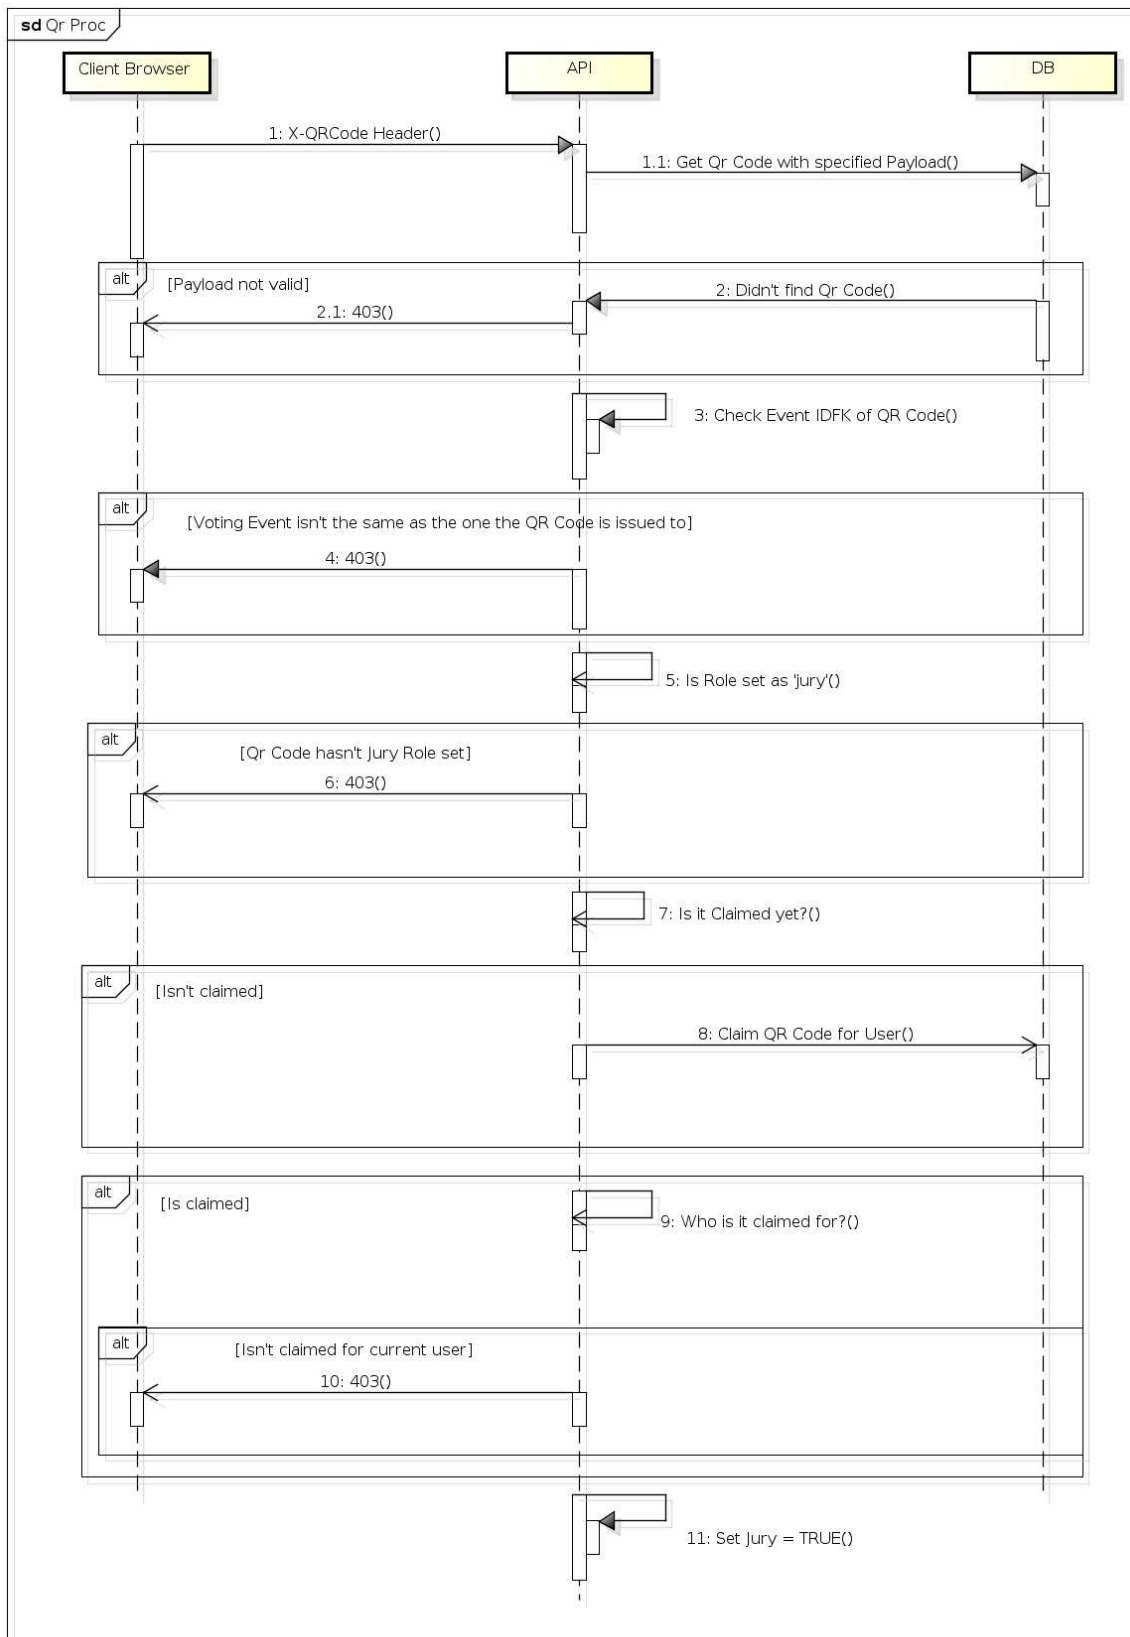 sd Qr Proc
Client Browser
API
DB
1: X-QRCode Header()
1.1: Get Qr Code with specified Payload()
alt
[Payload not valid]
2: Didn't find Qr Code()
2.1: 403()
3: Check Event IDFK of QR Code()
alt
[Voting Event isn't the same as the one the QR Code is issued to]
4: 403()
5: Is Role set as 'jury'()
alt
[Qr Code hasn't Jury Role set]
6: 403()
7: Is it Claimed yet?()
alt
[Isn't claimed]
8: Claim QR Code for User()
alt
[Is claimed]
9: Who is it claimed for?()
alt
[Isn't claimed for current user]
10: 403()
11: Set Jury = TRUE()